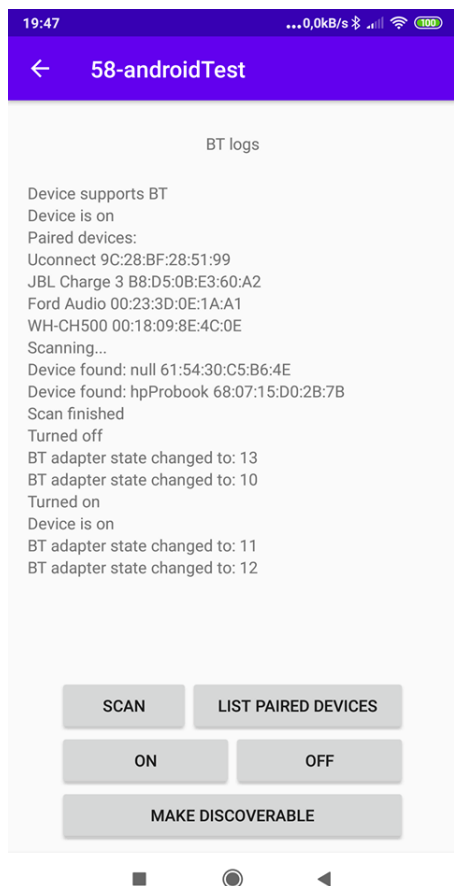 19:47
...0,0kB/s 100
58-androidTest
BT logs
Device supports BT
Device is on
Paired devices:
Uconnect 9C:28:BF:28:51:99
JBL Charge 3 B8:D5:0B:E3:60:A2
Ford Audio 00:23:3D:0E:1A:A1
WH-CH500 00:18:09:8E:4C:0E
Scanning...
Device found: null 61:54:30:C5:B6:4E
Device found: hpProbook 68:07:15:D0:2B:7B
Scan finished
Turned off
BT adapter state changed to: 13
BT adapter state changed to: 10
Turned on
Device is on
BT adapter state changed to: 11
BT adapter state changed to: 12
SCAN
LIST PAIRED DEVICES
ON
OFF
MAKE DISCOVERABLE